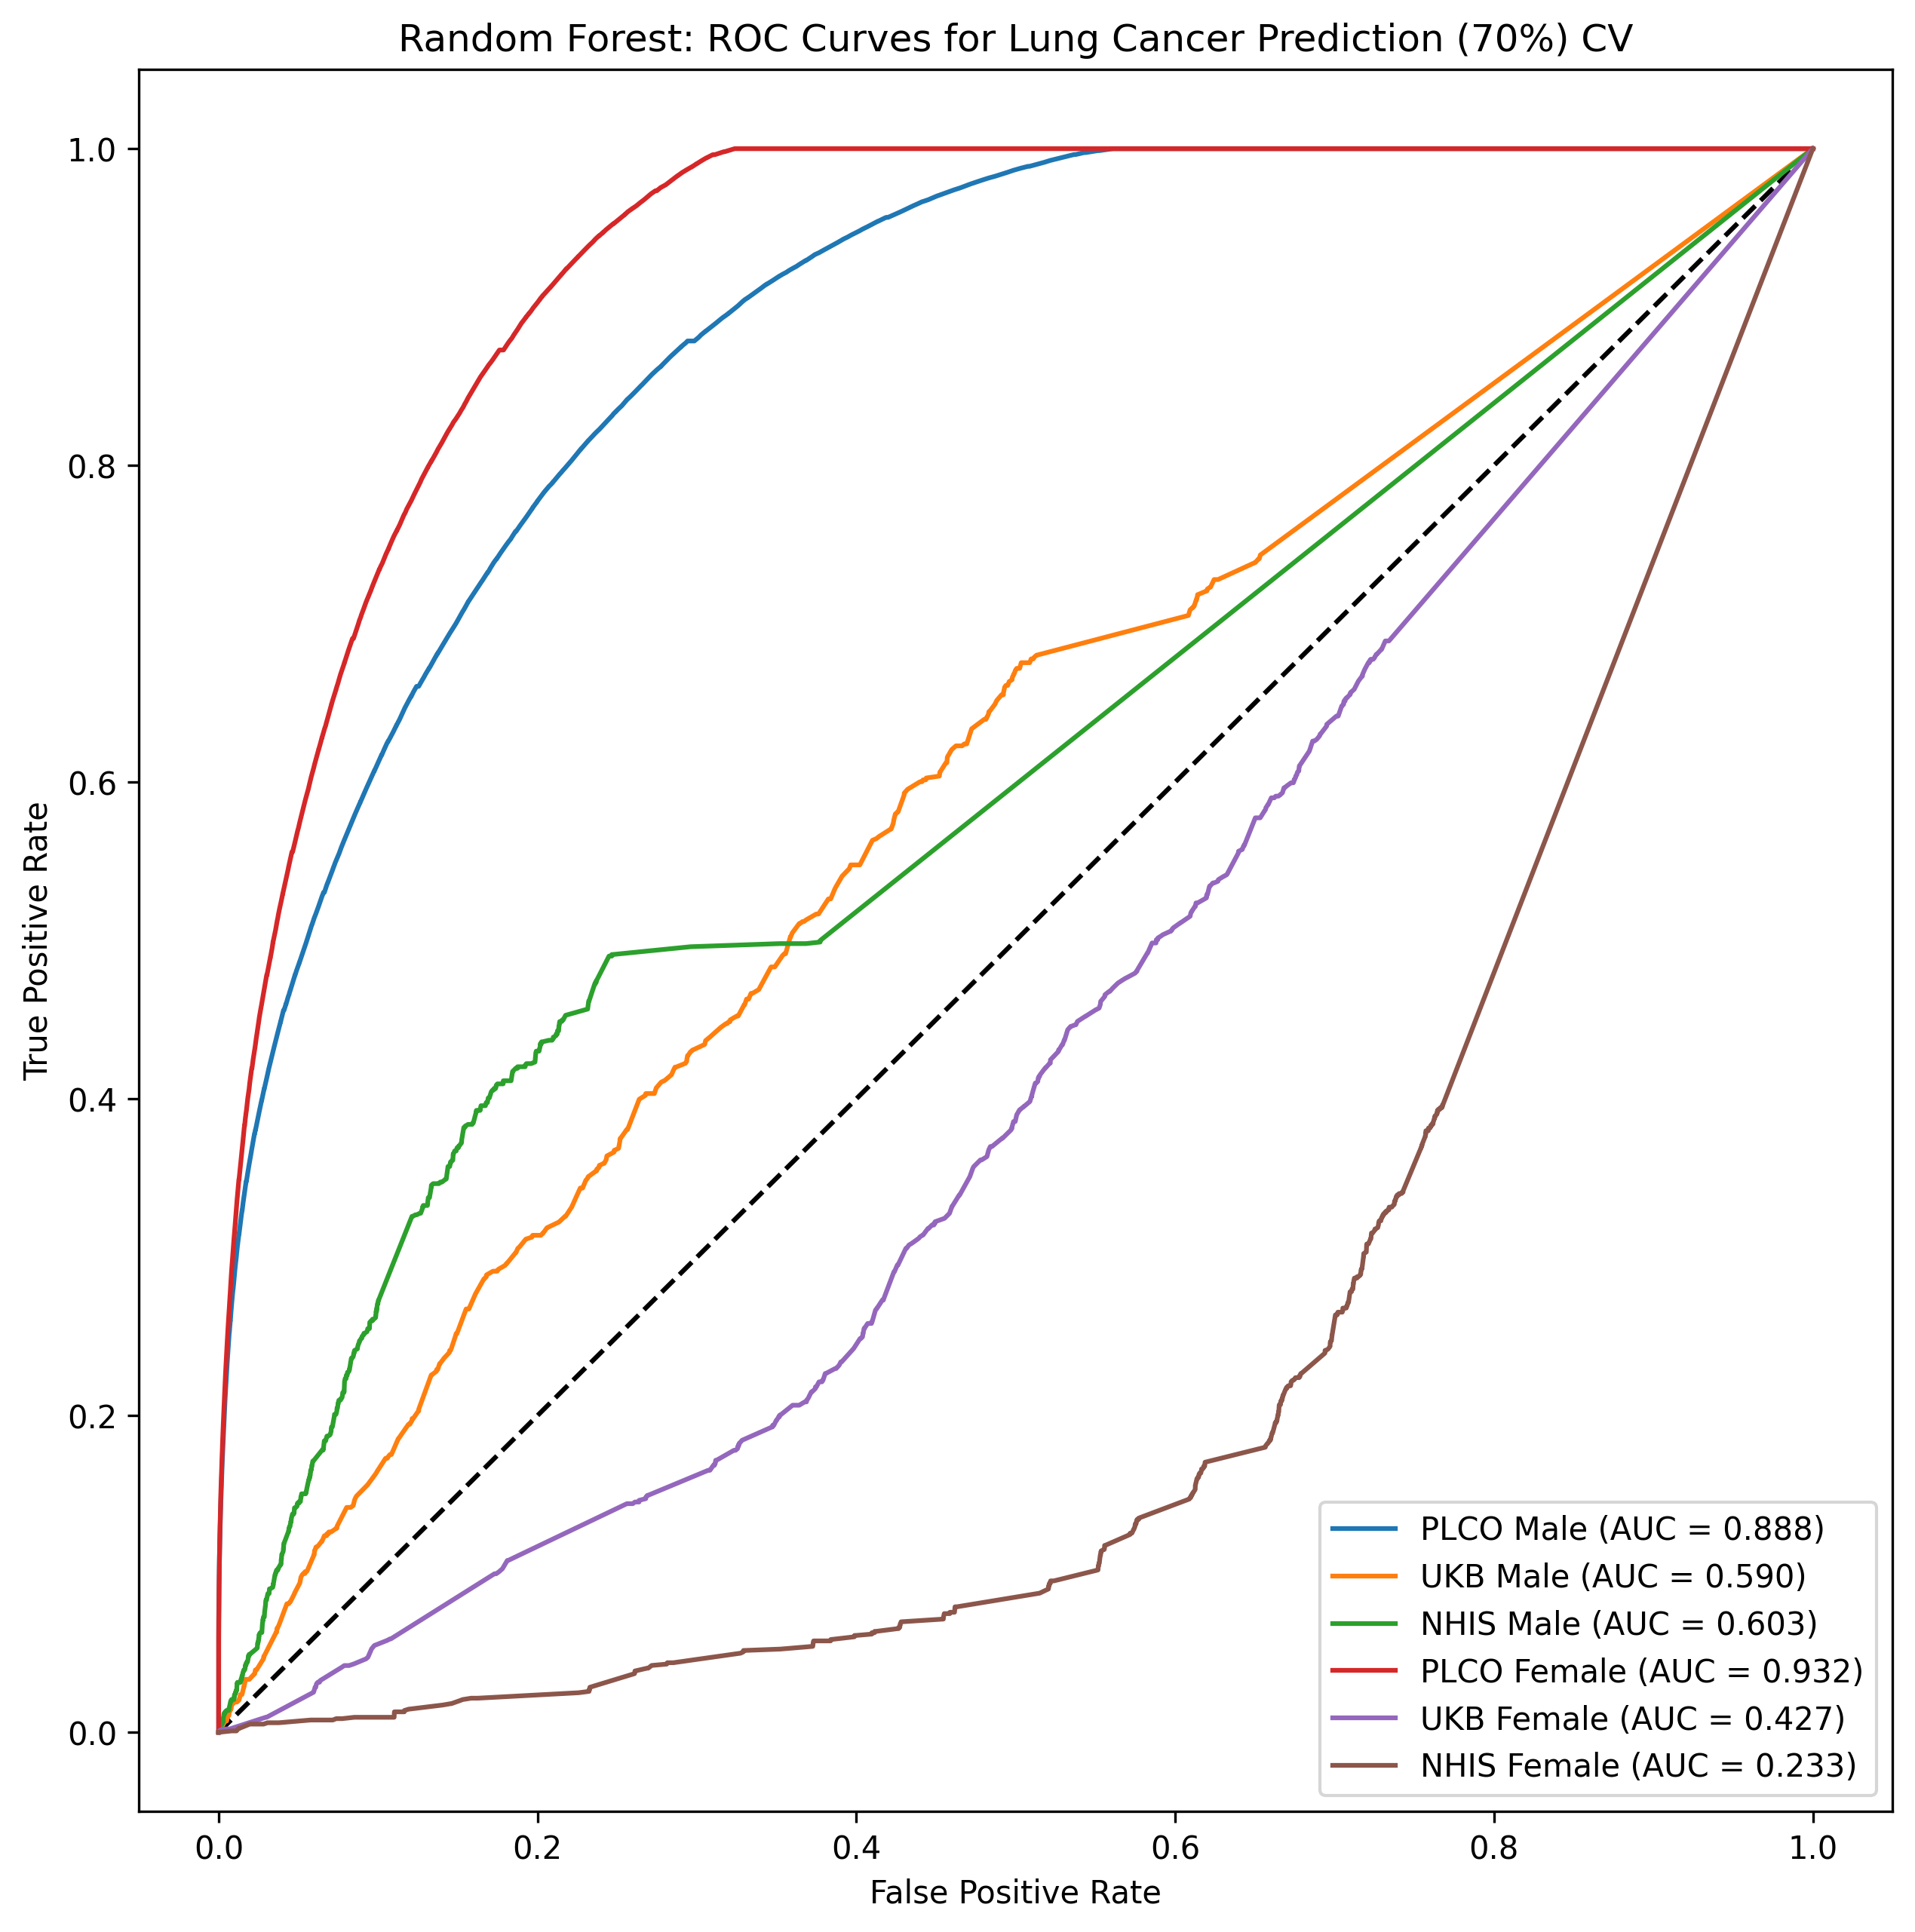 Random Forest: ROC Curves for Lung Cancer Prediction (70%) CV
True Positive Rate
1.0
0.8
0.6
0.4
0.2
0.0
0.0 0.2 0.4 0.6 0.8 1.0
False Positive Rate
PLCO Male (AUC = 0.888)
UKB Male (AUC = 0.590)
NHIS Male (AUC = 0.603)
PLCO Female (AUC = 0.932)
UKB Female (AUC = 0.427)
NHIS Female (AUC = 0.233)